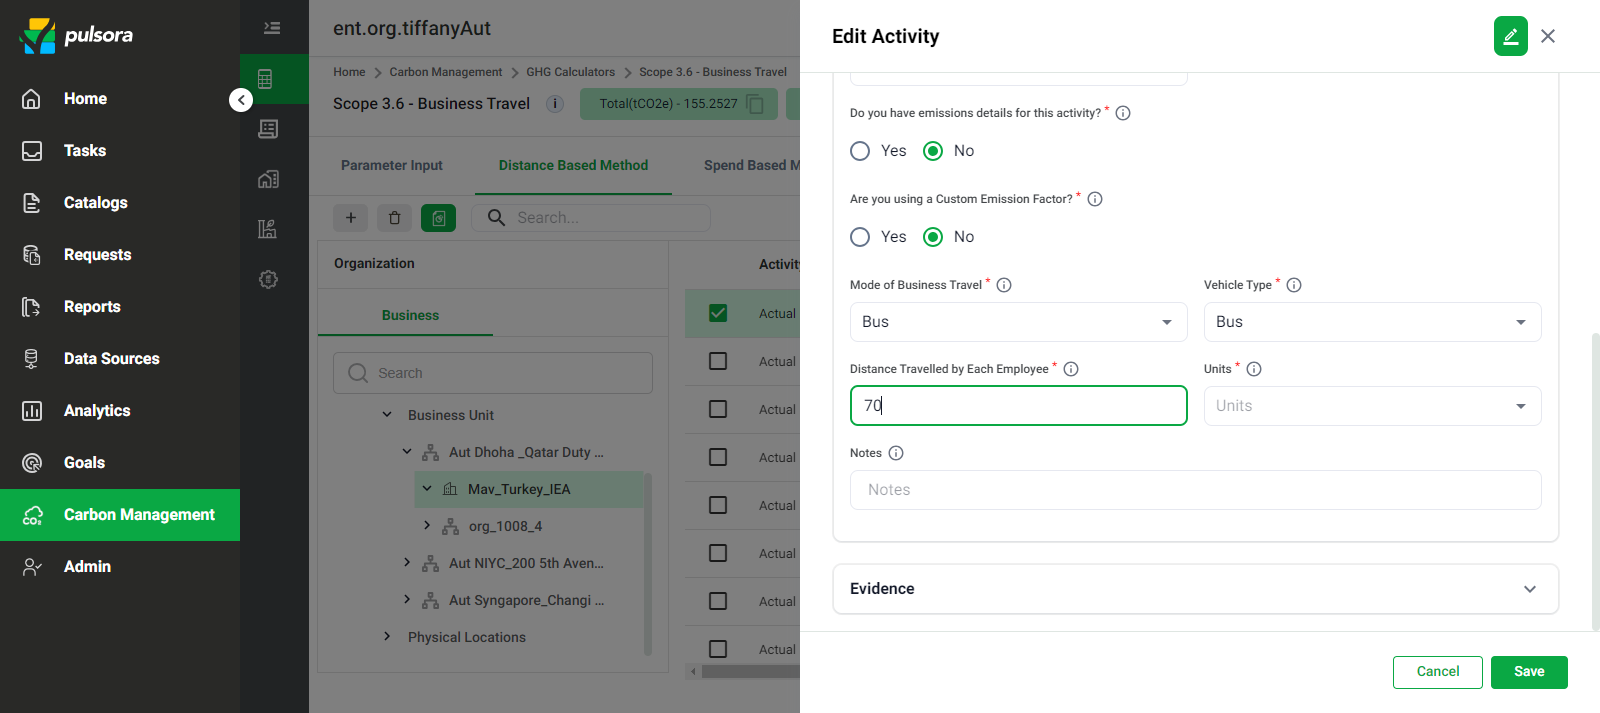 pulsora
Home
Tasks
Catalogs
Requests
Reports
Data Sources
Analytics
Goals
Carbon Management
Admin
ent.org.tiffanyAut
Home > Carbon Management > GHG Calculators > Scope 3.6 - Business Travel
Scope 3.6 - Business Travel
Total(tCO2e) - 155.2527
Parameter Input
Distance Based Method
Spend Based M
Search...
Organization
Business
Search
Business Unit
Aut Dhoha _Qatar Duty ...
Mav_Turkey_IEA
org_1008_4
Aut NIYC_200 5th Aven...
Aut Syngapore_Changi ...
Physical Locations
Activity
Actual
Actual
Actual
Actual
Actual
Actual
Actual
Actual
Edit Activity
Do you have emissions details for this activity? *
Yes
No
Are you using a Custom Emission Factor? *
Yes
No
Mode of Business Travel *
Vehicle Type *
Bus
Bus
Distance Travelled by Each Employee *
Units *
70
Units
Notes
Notes
Evidence
Cancel
Save